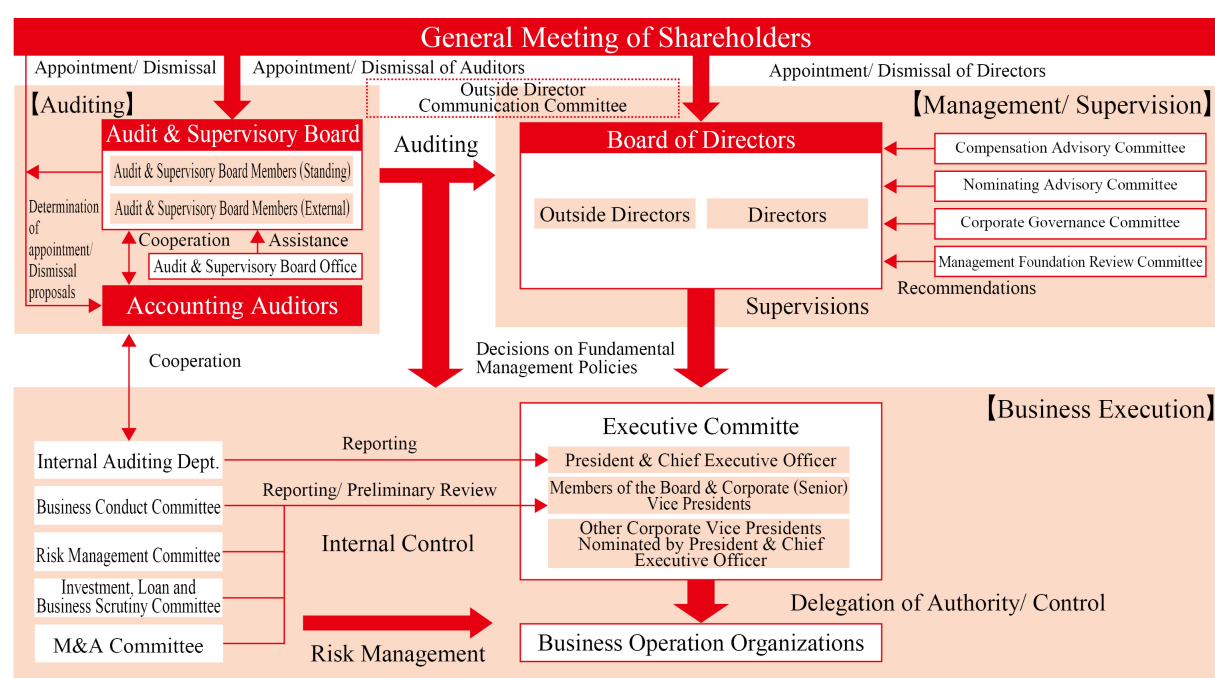 General Meeting of Shareholders
Appointment/ Dismissal
Appointment/ Dismissal of Auditors
Appointment/ Dismissal of Directors
Outside Director
Communication Committee
【Auditing】
【Management/ Supervision】
Audit & Supervisory Board
Audit & Supervisory Board Members (Standing)
Audit & Supervisory Board Members (External)
Determination
of
appointment/
Dismissal
proposals
Cooperation
Assistance
Audit & Supervisory Board Office
Accounting Auditors
Auditing
Board of Directors
Outside Directors
Directors
Compensation Advisory Committee
Nominating Advisory Committee
Corporate Governance Committee
Management Foundation Review Committee
Recommendations
Supervisions
Cooperation
Decisions on Fundamental
Management Policies
【Business Execution】
Executive Committe
President & Chief Executive Officer
Members of the Board & Corporate (Senior)
Vice Presidents
Other Corporate Vice Presidents
Nominated by President & Chief
Executive Officer
Internal Auditing Dept.
Reporting
Business Conduct Committee
Reporting/ Preliminary Review
Risk Management Committee
Internal Control
Investment, Loan and
Business Scrutiny Committee
M&A Committee
Risk Management
Delegation of Authority/ Control
Business Operation Organizations